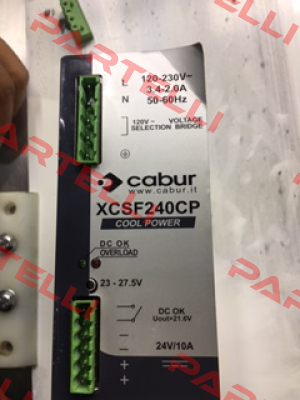 L 120-230V~
3.4-2.0A
N 50-60Hz
120V~ VOLTAGE
SELECTION BRIDGE
cabur
www.cabur.it
XCSF240CP
COOL POWER
DC OK
OVERLOAD
23 - 27.5V
DC OK
Uout>21.6V
24V/10A
PARTELLI
PARTELLI
PARTELLI